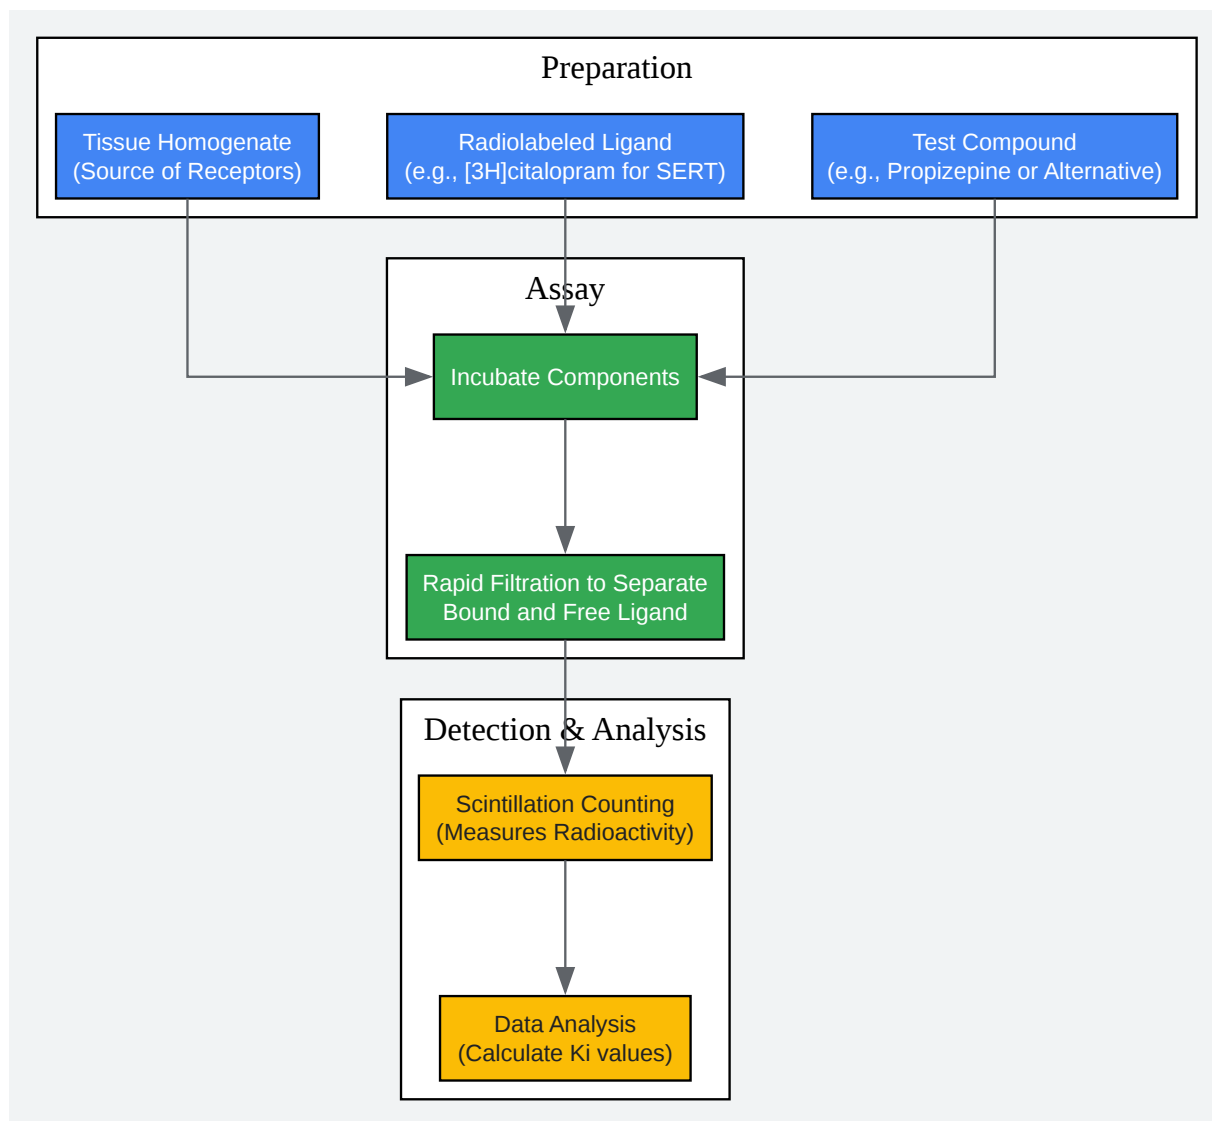 Preparation
Tissue Homogenate
(Source of Receptors)
Radiolabeled Ligand
(e.g., [3H]citalopram for SERT)
Test Compound
(e.g., Propizepine or Alternative)
Assay
Incubate Components
Rapid Filtration to Separate
Bound and Free Ligand
Detection & Analysis
Scintillation Counting
(Measures Radioactivity)
Data Analysis
(Calculate Ki values)